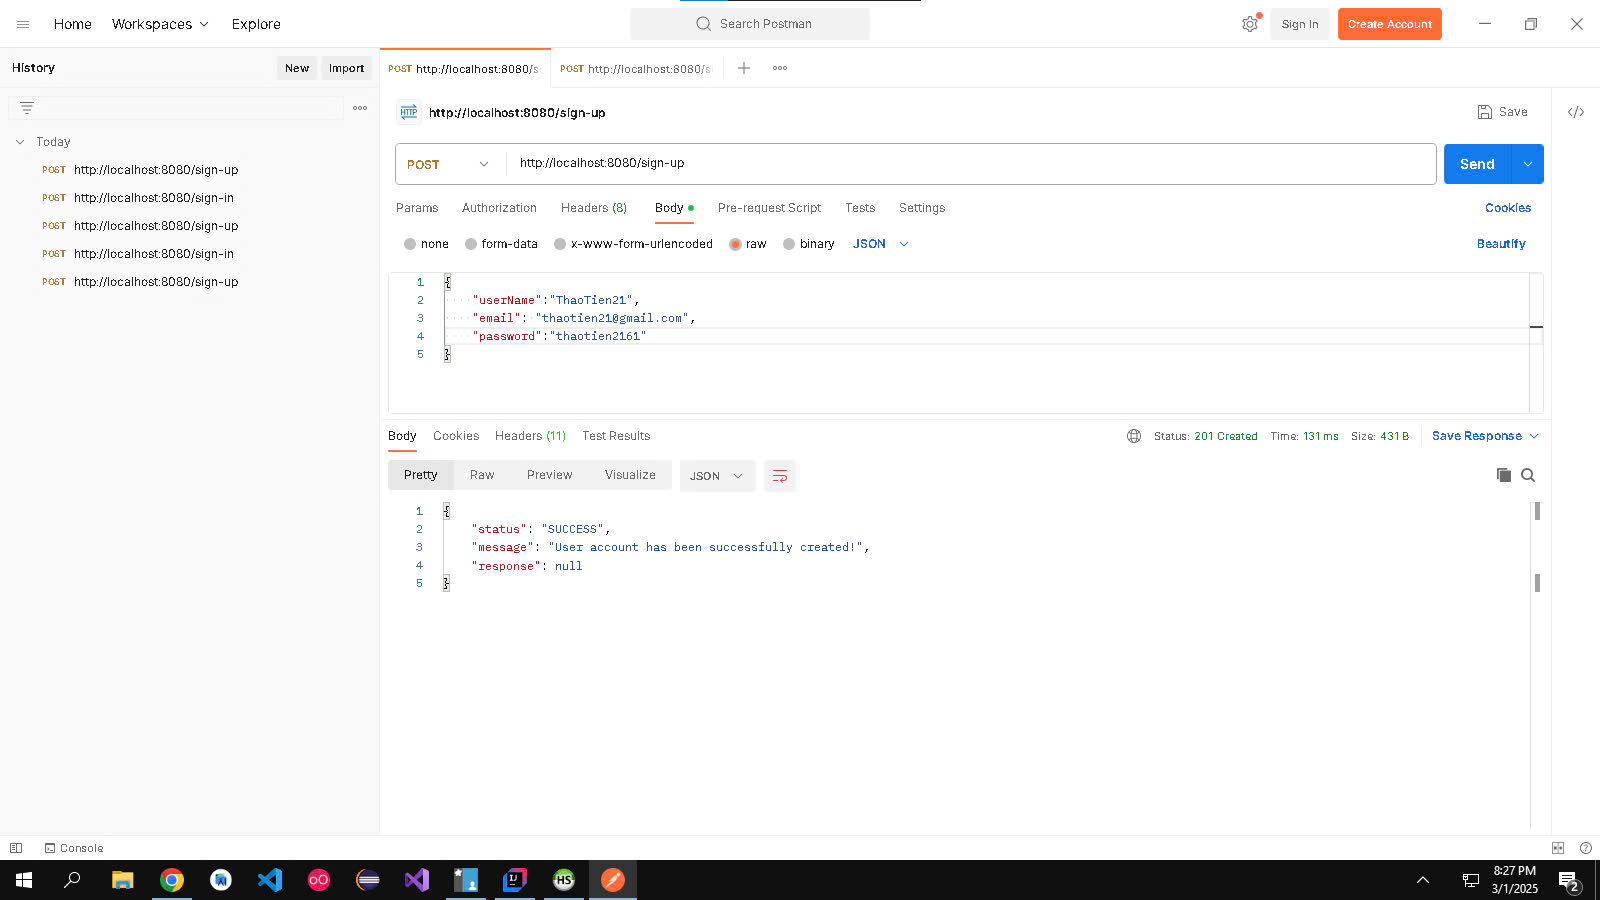 Home Workspaces Explore
Search Postman
Sign In
Create Account
History
New
Import
POST http://localhost:8080/s
POST http://localhost:8080/s
Today
POST http://localhost:8080/sign-up
POST http://localhost:8080/sign-in
POST http://localhost:8080/sign-up
POST http://localhost:8080/sign-in
POST http://localhost:8080/sign-up
HTTP http://localhost:8080/sign-up
Save
</>
POST http://localhost:8080/sign-up
Send
Params Authorization Headers (8) Body Pre-request Script Tests Settings
Cookies
none form-data x-www-form-urlencoded raw binary JSON
Beautify
1 {
2 "userName":"ThaoTien21",
3 "email": "thaotien21@gmail.com",
4 "password":"thaotien2161"
5 }
Body Cookies Headers (11) Test Results
Status: 201 Created Time: 131 ms Size: 431 B
Save Response
Pretty Raw Preview Visualize JSON
1 {
2 "status": "SUCCESS",
3 "message": "User account has been successfully created!",
4 "response": null
5 }
Console
HS
8:27 PM
3/1/2025
2